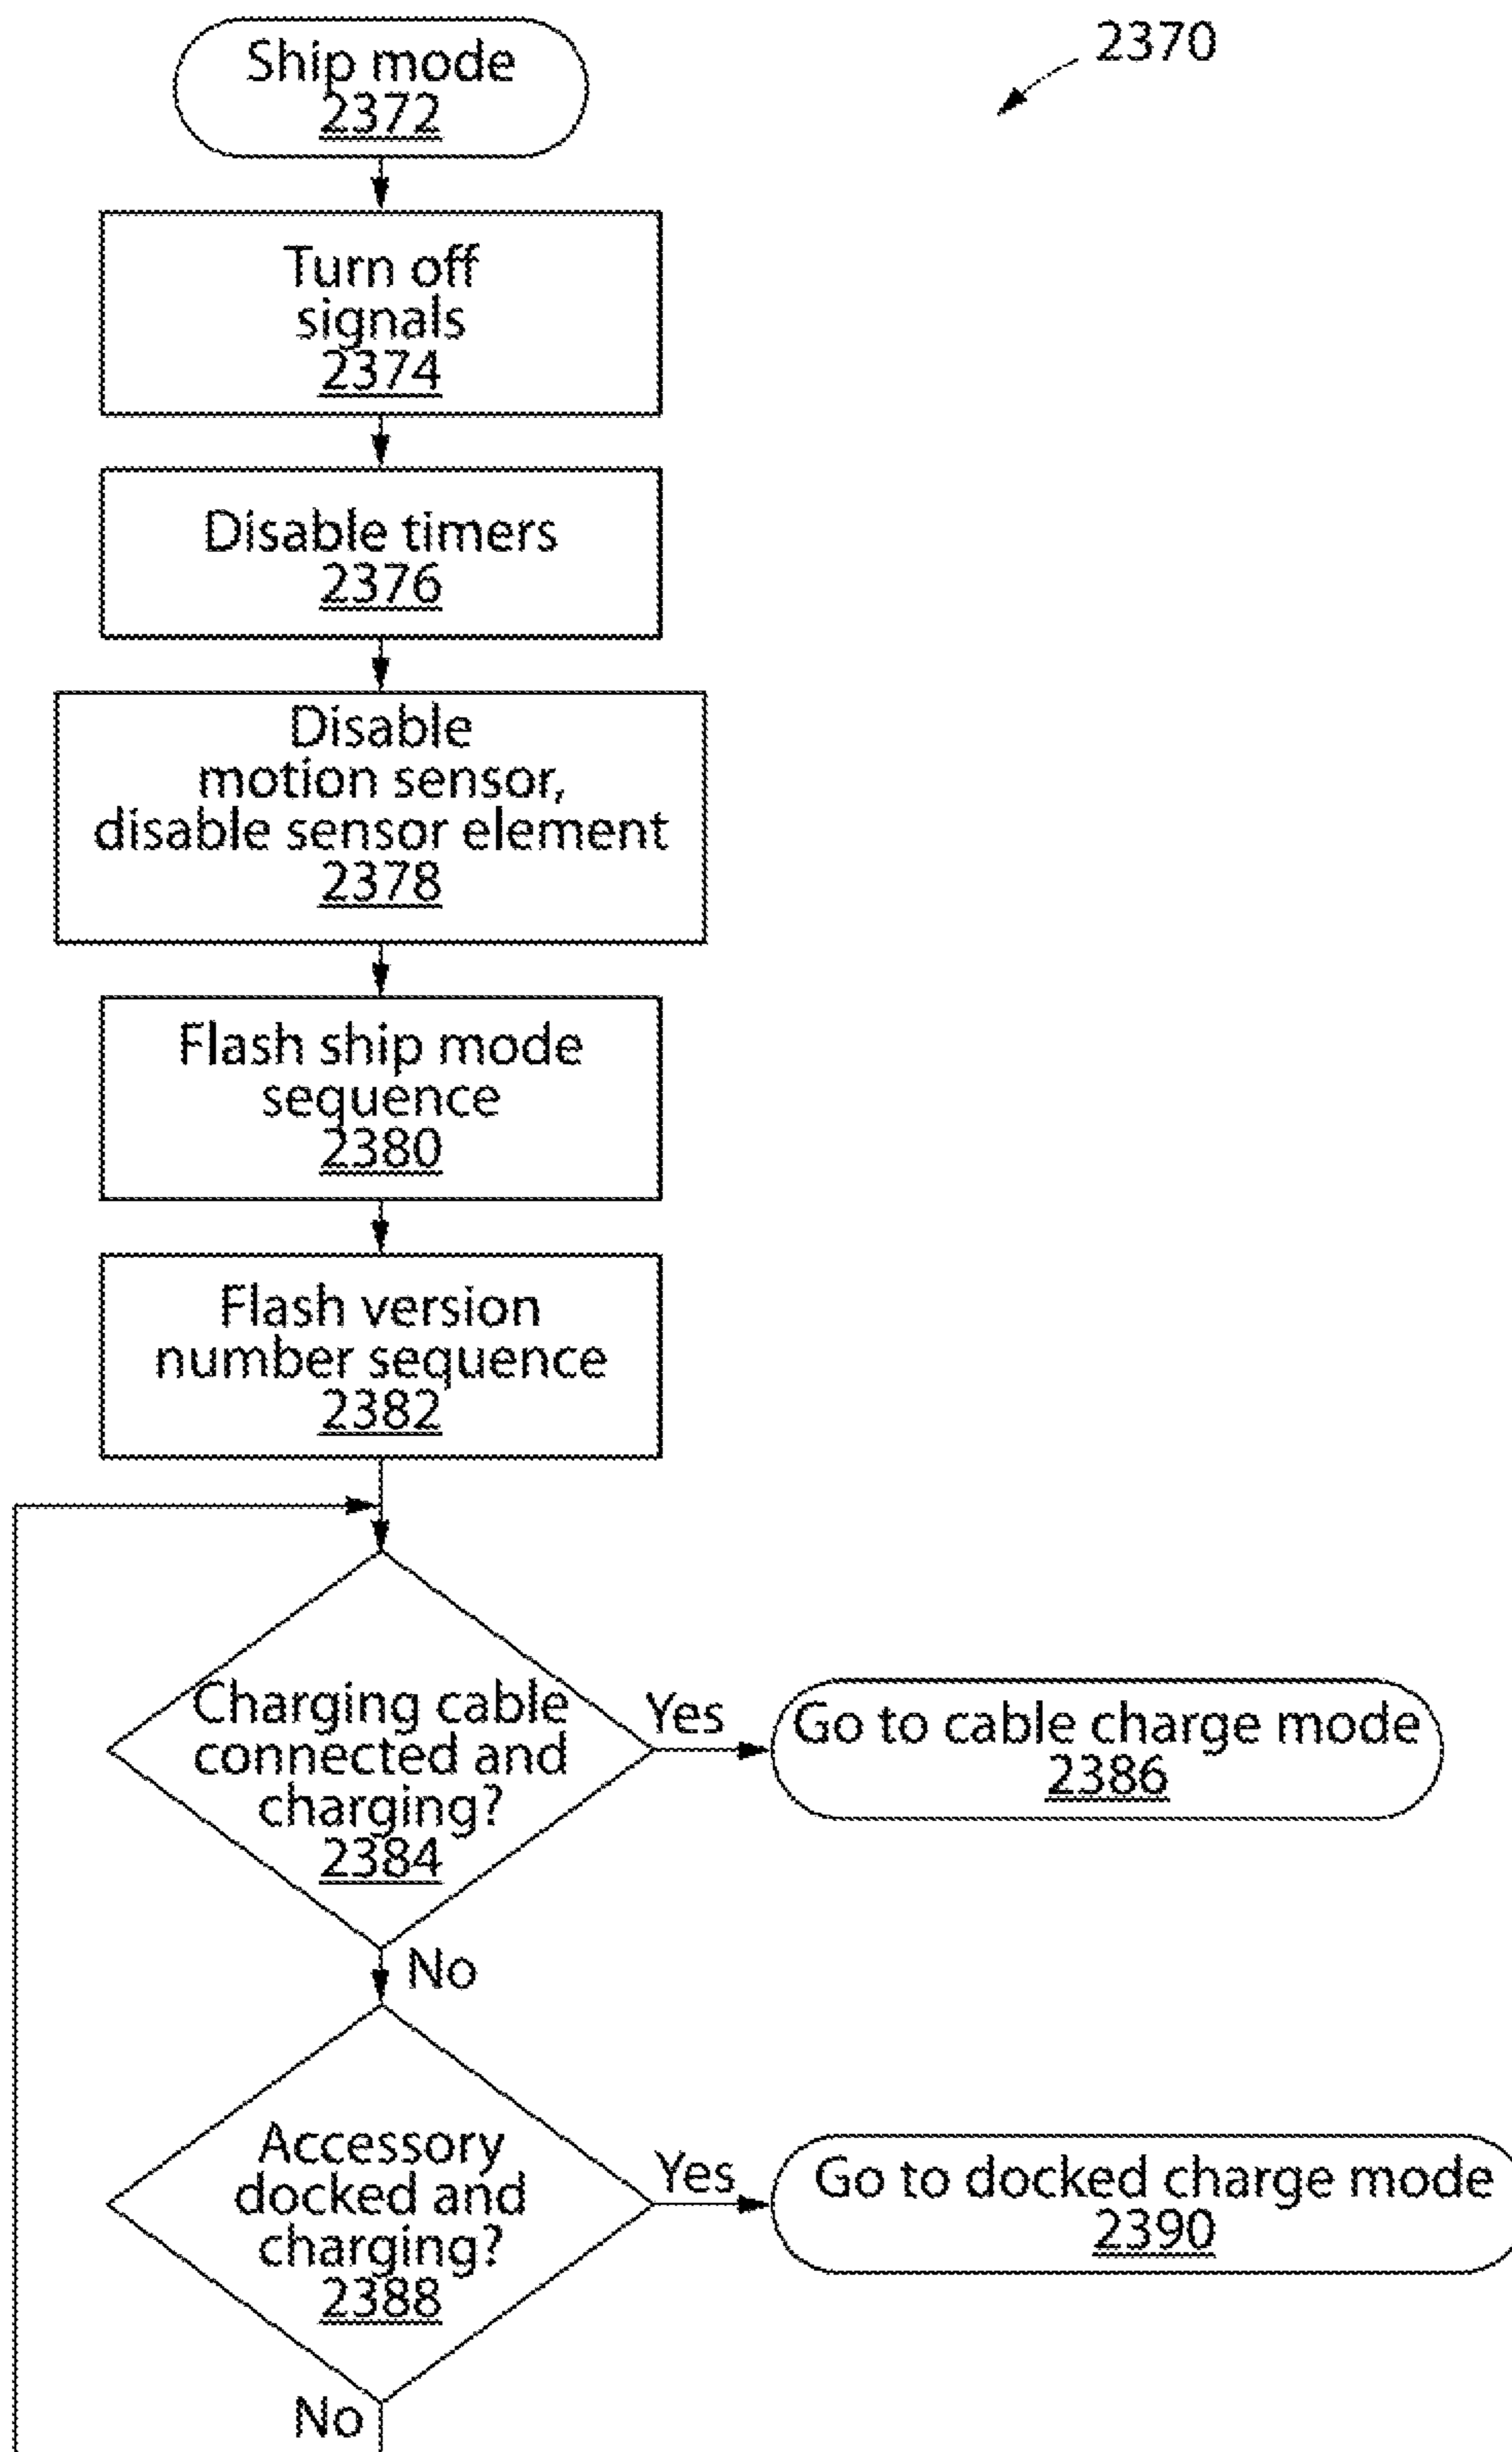 2370
Ship mode
2372
Turn off
signals
2374
Disable timers
2376
Disable
motion sensor,
disable sensor element
2378
Flash ship mode
sequence
2380
Flash version
number sequence
2382
Charging cable
connected and
charging?
2384
Yes
Go to cable charge mode
2386
No
Accessory
docked and
charging?
2388
Yes
Go to docked charge mode
2390
No